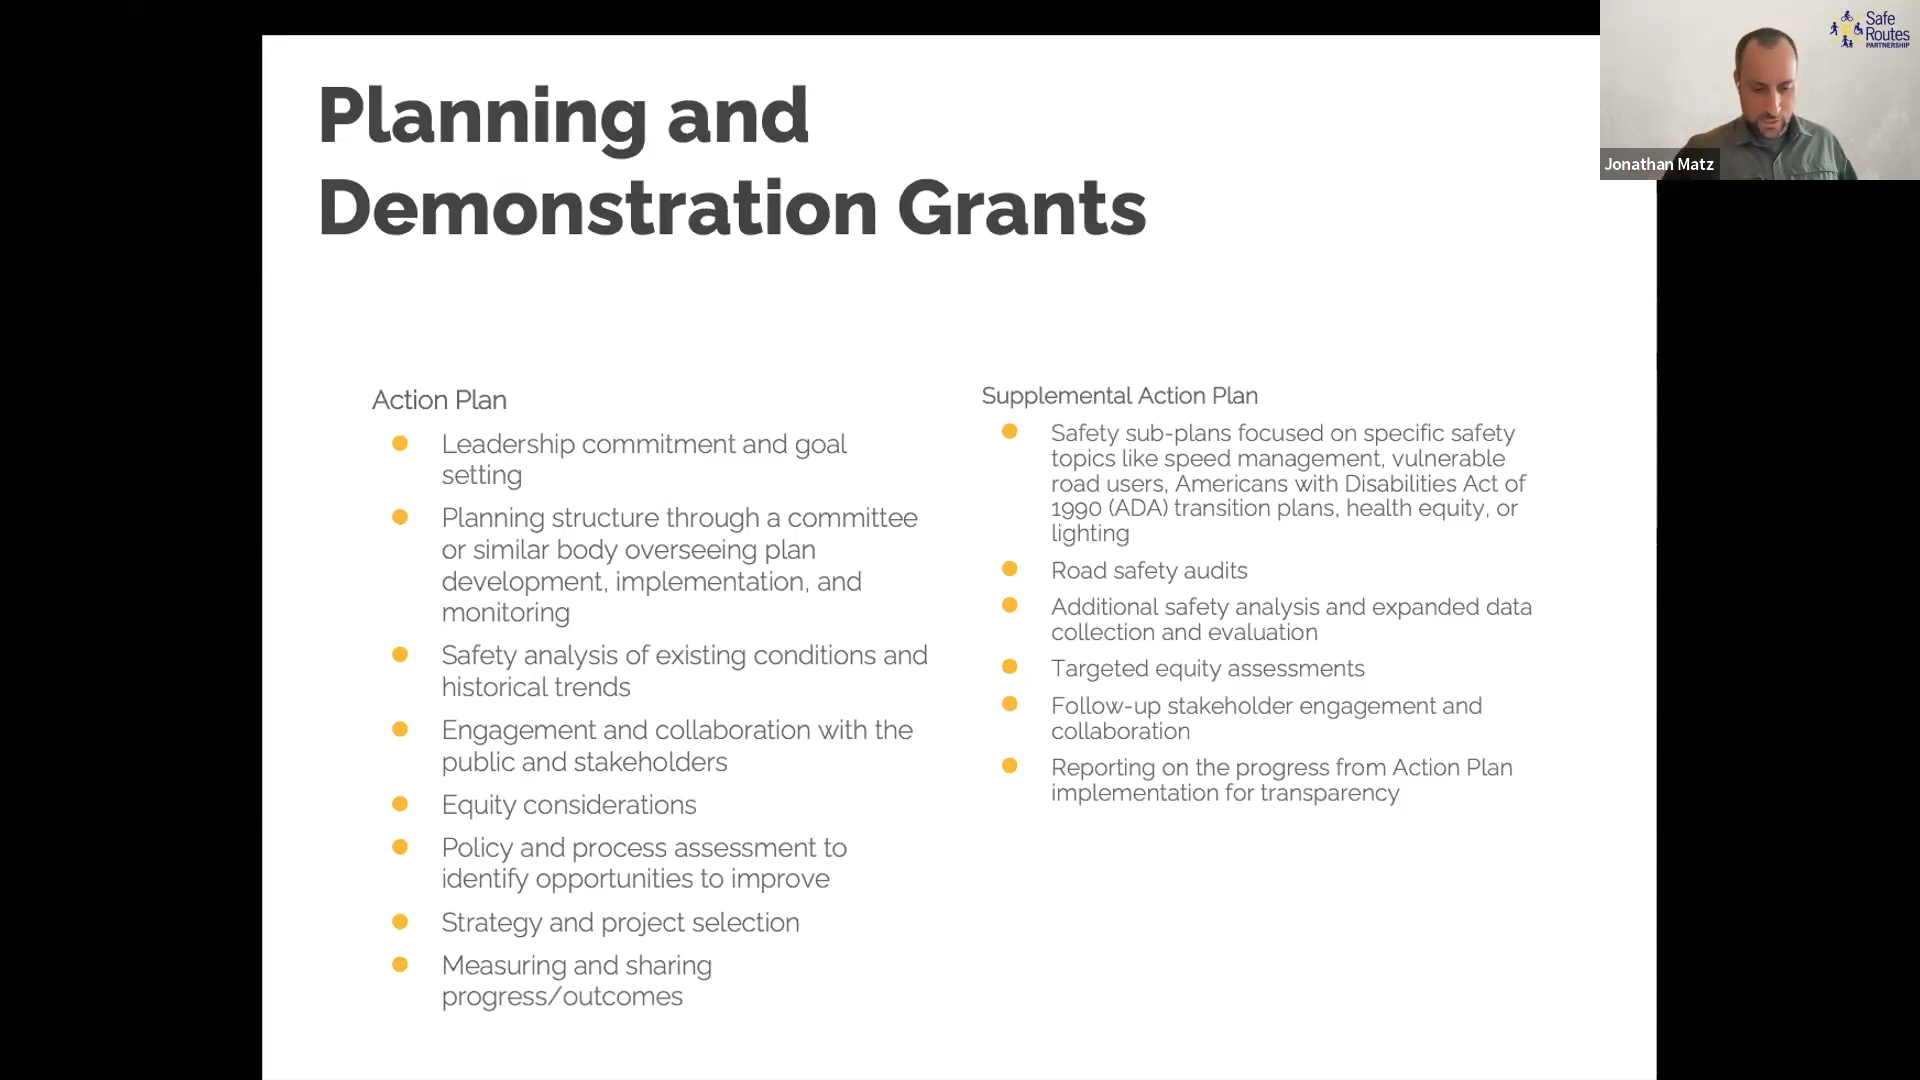 Planning and
Demonstration Grants
Action Plan
Leadership commitment and goal
setting
Planning structure through a committee
or similar body overseeing plan
development, implementation, and
monitoring
Safety analysis of existing conditions and
historical trends
Engagement and collaboration with the
public and stakeholders
Equity considerations
Policy and process assessment to
identify opportunities to improve
Strategy and project selection
Measuring and sharing
progress/outcomes
Supplemental Action Plan
Safety sub-plans focused on specific safety
topics like speed management, vulnerable
road users, Americans with Disabilities Act of
1990 (ADA) transition plans, health equity, or
lighting
Road safety audits
Additional safety analysis and expanded data
collection and evaluation
Targeted equity assessments
Follow-up stakeholder engagement and
collaboration
Reporting on the progress from Action Plan
implementation for transparency
Safe
Routes
PARTNERSHIP
Jonathan Matz